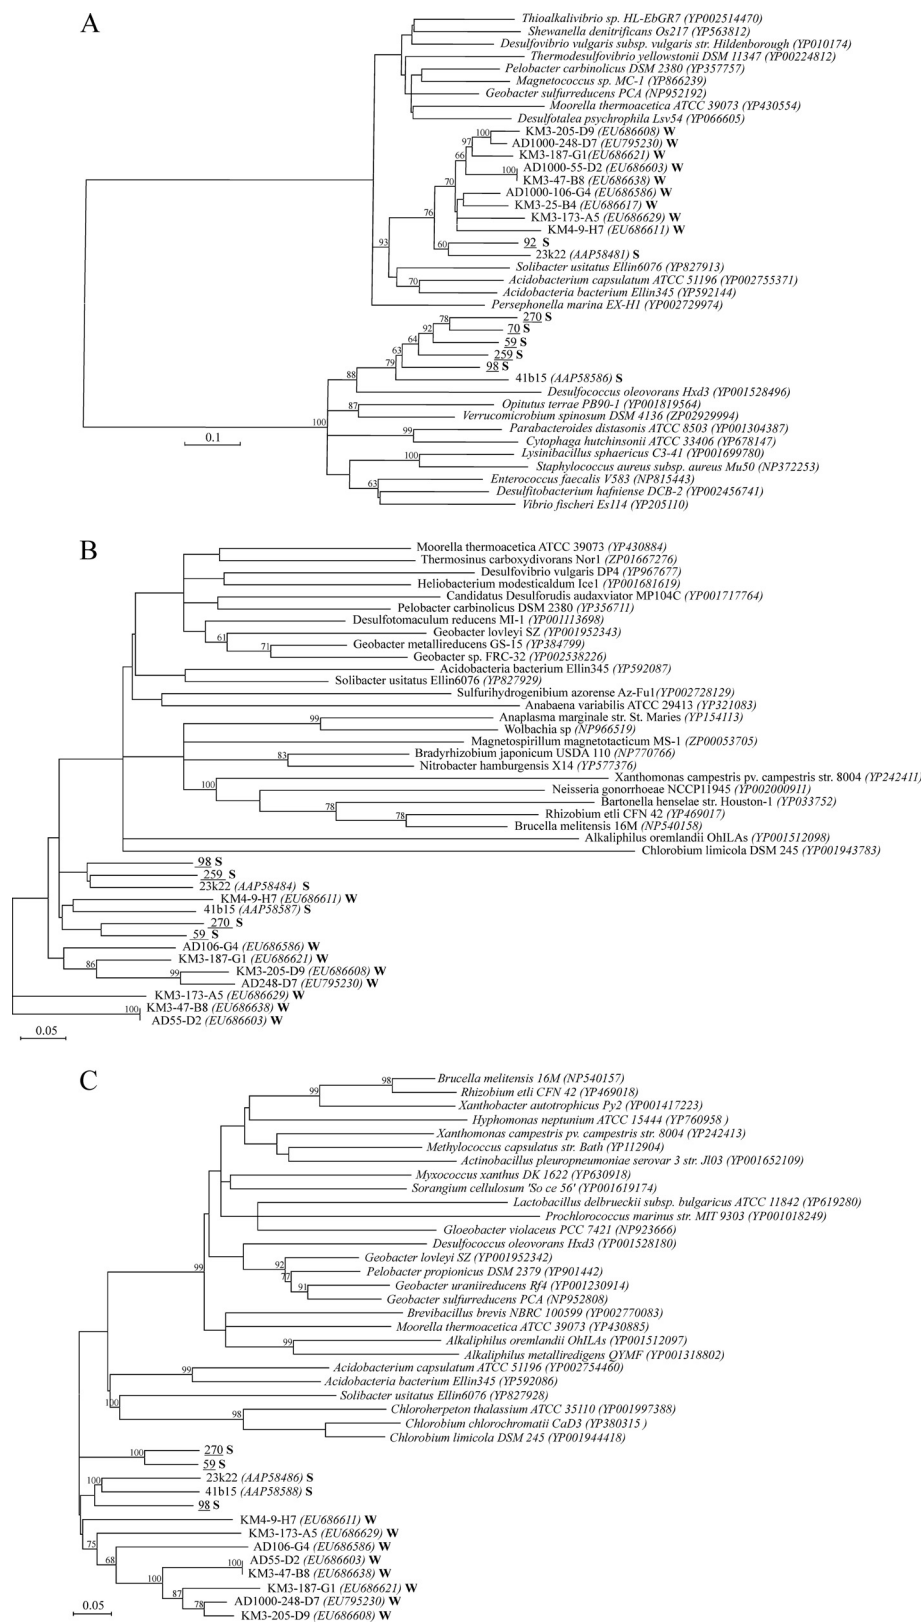 A
Thioalkalivibrio sp. HL-EbGR7 (YP002514470)
Shewanella denitrificans Os217 (YP563812)
Desulfovibrio vulgaris subsp. vulgaris str. Hildenborough (YP010174)
Thermodesulfovibrio yellowstonii DSM 11347 (YP00224812)
Pelobacter carbinolicus DSM 2380 (YP357757)
Magnetococcus sp. MC-1 (YP866239)
Geobacter sulfurreducens PCA (NP952192)
Moorella thermoacetica ATCC 39073 (YP430554)
Desulfotalea psychrophila Lsv54 (YP066605)
100 KM3-205-D9 (EU686608) W
97 AD1000-248-D7 (EU795230) W
66 KM3-187-G1(EU686621) W
AD1000-55-D2 (EU686603) W
100 KM3-47-B8 (EU686638) W
70 AD1000-106-G4 (EU686586) W
KM3-25-B4 (EU686617) W
76 KM3-173-A5 (EU686629) W
KM4-9-H7 (EU686611) W
93 60 92 S
23k22 (AAP58481) S
Solibacter usitatus Ellin6076 (YP827913)
70 Acidobacterium capsulatum ATCC 51196 (YP002755371)
Acidobacteria bacterium Ellin345 (YP592144)
Persephonella marina EX-H1 (YP002729974)
78 270 S
92 70 S
64 59 S
63 259 S
79 98 S
88 41b15 (AAP58586) S
Desulfococcus oleovorans Hxd3 (YP001528496)
87 Opitutus terrae PB90-1 (YP001819564)
Verrucomicrobium spinosum DSM 4136 (ZP02929994)
100 99 Parabacteroides distasonis ATCC 8503 (YP001304387)
0.1 Cytophaga hutchinsonii ATCC 33406 (YP678147)
100 Lysinibacillus sphaericus C3-41 (YP001699780)
Staphylococcus aureus subsp. aureus Mu50 (NP372253)
63 Enterococcus faecalis V583 (NP815443)
Desulfitobacterium hafniense DCB-2 (YP002456741)
Vibrio fischeri Es114 (YP205110)
B
Moorella thermoacetica ATCC 39073 (YP430884)
Thermosinus carboxydivorans Nor1 (ZP01667276)
Desulfovibrio vulgaris DP4 (YP967677)
Heliobacterium modesticaldum Ice1 (YP001681619)
Candidatus Desulforudis audaxviator MP104C (YP001717764)
Pelobacter carbinolicus DSM 2380 (YP356711)
Desulfotomaculum reducens MI-1 (YP001113698)
61 Geobacter lovleyi SZ (YP001952343)
71 Geobacter metallireducens GS-15 (YP384799)
Geobacter sp. FRC-32 (YP002538226)
Acidobacteria bacterium Ellin345 (YP592087)
Solibacter usitatus Ellin6076 (YP827929)
Sulfurihydrogenibium azorense Az-Fu1(YP002728129)
Anabaena variabilis ATCC 29413 (YP321083)
99 Anaplasma marginale str. St. Maries (YP154113)
Wolbachia sp (NP966519)
Magnetospirillum magnetotacticum MS-1 (ZP00053705)
83 Bradyrhizobium japonicum USDA 110 (NP770766)
Nitrobacter hamburgensis X14 (YP577376)
100 Xanthomonas campestris pv. campestris str. 8004 (YP242411)
Neisseria gonorrhoeae NCCP11945 (YP002000911)
78 Bartonella henselae str. Houston-1 (YP033752)
78 Rhizobium etli CFN 42 (YP469017)
Brucella melitensis 16M (NP540158)
Alkaliphilus oremlandii OhILAs (YP001512098)
Chlorobium limicola DSM 245 (YP001943783)
98 S
259 S
23k22 (AAP58484) S
KM4-9-H7 (EU686611) W
41b15 (AAP58587) S
270 S
59 S
AD106-G4 (EU686586) W
86 KM3-187-G1 (EU686621) W
99 KM3-205-D9 (EU686608) W
AD248-D7 (EU795230) W
KM3-173-A5 (EU686629) W
100 KM3-47-B8 (EU686638) W
AD55-D2 (EU686603) W
0.05
C
98 Brucella melitensis 16M (NP540157)
99 Rhizobium etli CFN 42 (YP469018)
Xanthobacter autotrophicus Py2 (YP001417223)
Hyphomonas neptunium ATCC 15444 (YP760958 )
Xanthomonas campestris pv. campestris str. 8004 (YP242413)
Methylococcus capsulatus str. Bath (YP112904)
Actinobacillus pleuropneumoniae serovar 3 str. Jl03 (YP001652109)
Myxococcus xanthus DK 1622 (YP630918)
Sorangium cellulosum 'So ce 56' (YP001619174)
Lactobacillus delbrueckii subsp. bulgaricus ATCC 11842 (YP619280)
Prochlorococcus marinus str. MIT 9303 (YP001018249)
Gloeobacter violaceus PCC 7421 (NP923666)
Desulfococcus oleovorans Hxd3 (YP001528180)
99 92 Geobacter lovleyi SZ (YP001952342)
77 Pelobacter propionicus DSM 2379 (YP901442)
91 Geobacter uraniireducens Rf4 (YP001230914)
Geobacter sulfurreducens PCA (NP952808)
Brevibacillus brevis NBRC 100599 (YP002770083)
Moorella thermoacetica ATCC 39073 (YP430885)
99 Alkaliphilus oremlandii OhILAs (YP001512097)
Alkaliphilus metalliredigens QYMF (YP001318802)
99 Acidobacterium capsulatum ATCC 51196 (YP002754460)
Acidobacteria bacterium Ellin345 (YP592086)
100 Solibacter usitatus Ellin6076 (YP827928)
98 Chloroherpeton thalassium ATCC 35110 (YP001997388)
Chlorobium chlorochromatii CaD3 (YP380315 )
Chlorobium limicola DSM 245 (YP001944418)
100 270 S
59 S
100 23k22 (AAP58486) S
41b15 (AAP58588) S
98 S
KM4-9-H7 (EU686611) W
75 KM3-173-A5 (EU686629) W
68 AD106-G4 (EU686586) W
100 AD55-D2 (EU686603) W
100 KM3-47-B8 (EU686638) W
87 KM3-187-G1 (EU686621) W
78 AD1000-248-D7 (EU795230) W
0.05 KM3-205-D9 (EU686608) W